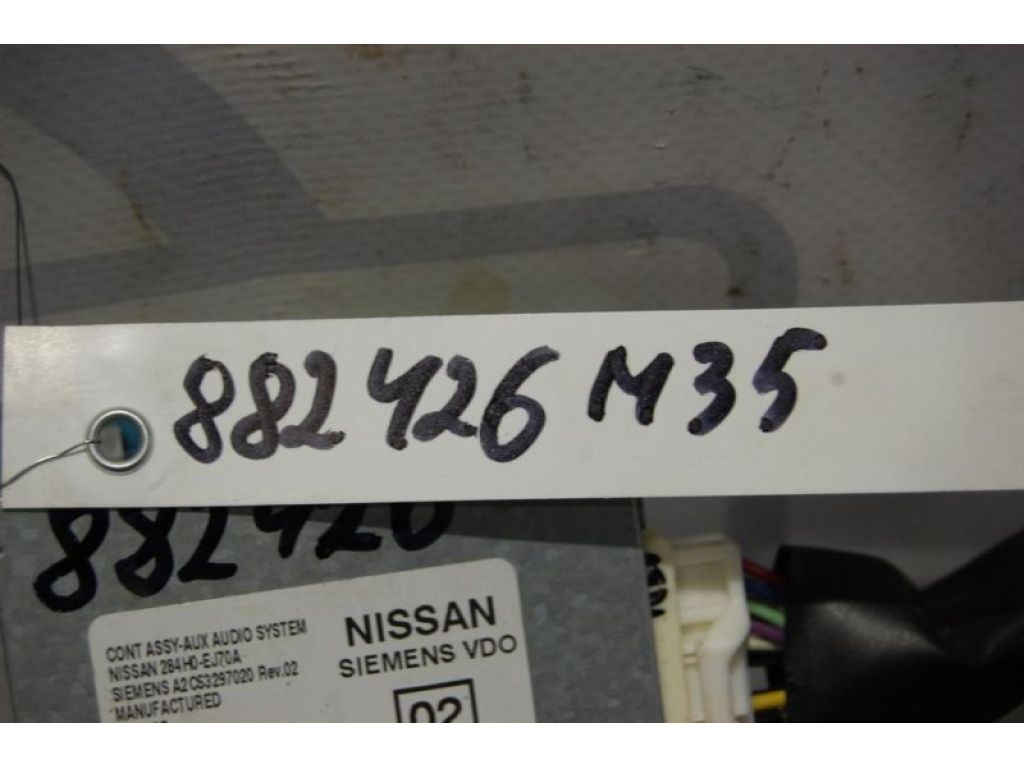 882426 M35
882426
CONT ASSY-AUX AUDIO SYSTEM
NISSAN 284H0-EJ70A
SIEMENS A2C53297020 Rev.02
MANUFACTURED
NISSAN
SIEMENS VDO
02